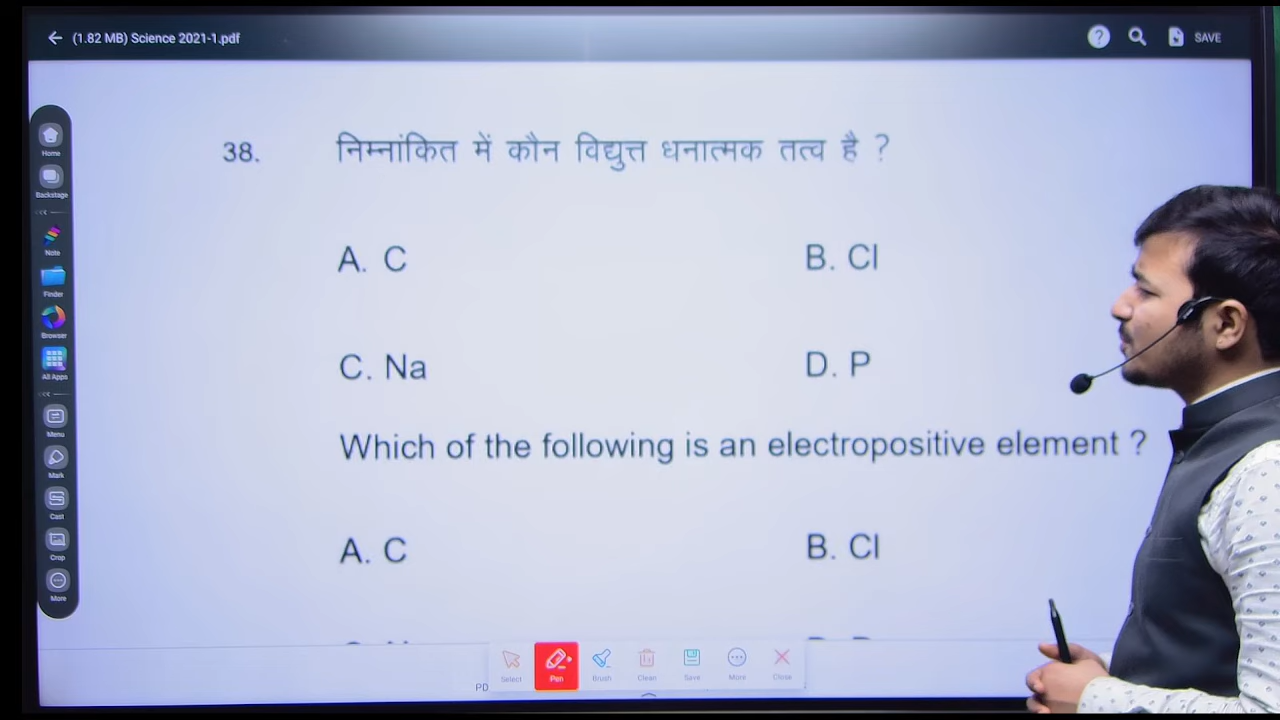 (1.82 MB) Science 2021-1.pdf
SAVE
38. निम्नांकित में कौन विद्युत्त धनात्मक तत्व है ?
A. C B. Cl
C. Na D. P
Which of the following is an electropositive element ?
A. C B. Cl
Home
Backstage
Note
Finder
Browser
All Apps
Menu
Mark
Cast
Crop
More
PD
Select Pen Brush Clean Save More Close